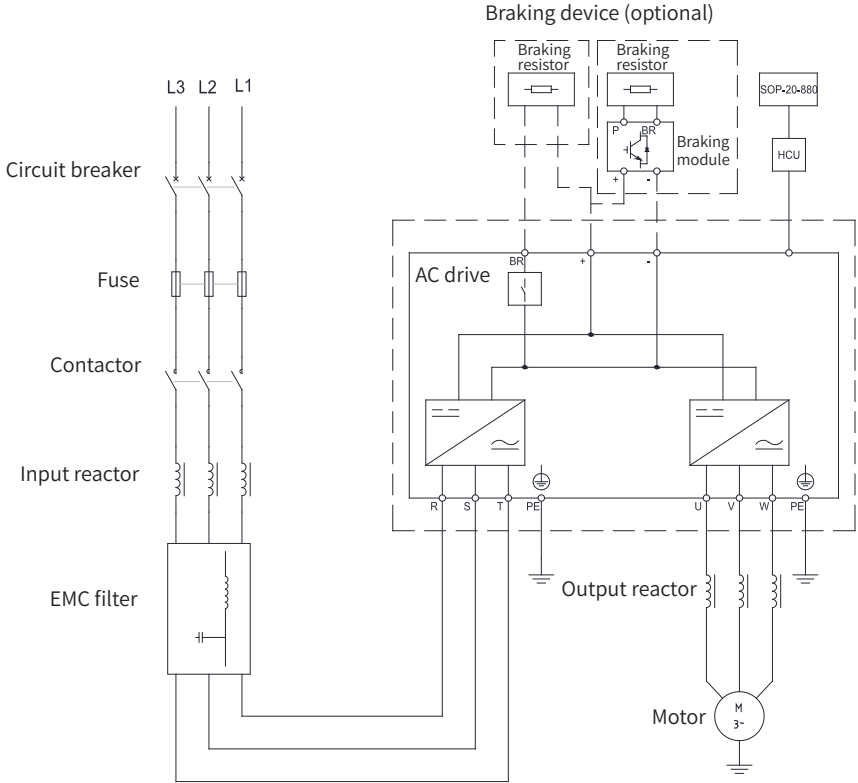 Braking device (optional)
Braking
resistor
Braking
resistor
L3 L2 L1
SOP-20-880
P BR
Braking
module
HCU
Circuit breaker
+ -
BR + -
AC drive
Fuse
Contactor
Input reactor
R S T PE U V W PE
EMC filter
Output reactor
Motor
M
3~